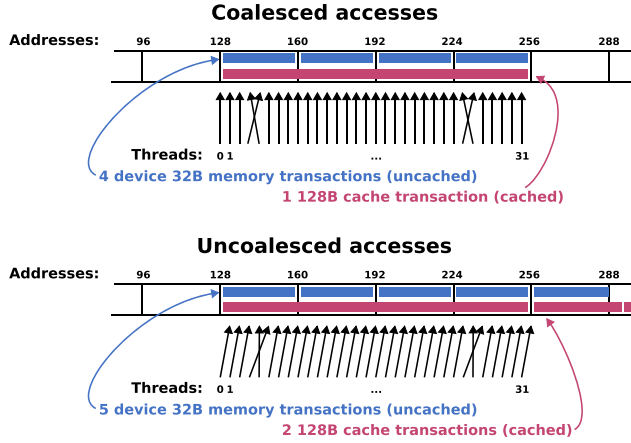 Coalesced accesses
Addresses: 96 128 160 192 224 256 288
Threads: 0 1 ... 31
4 device 32B memory transactions (uncached)
1 128B cache transaction (cached)
Uncoalesced accesses
Addresses: 96 128 160 192 224 256 288
Threads: 0 1 ... 31
5 device 32B memory transactions (uncached)
2 128B cache transactions (cached)